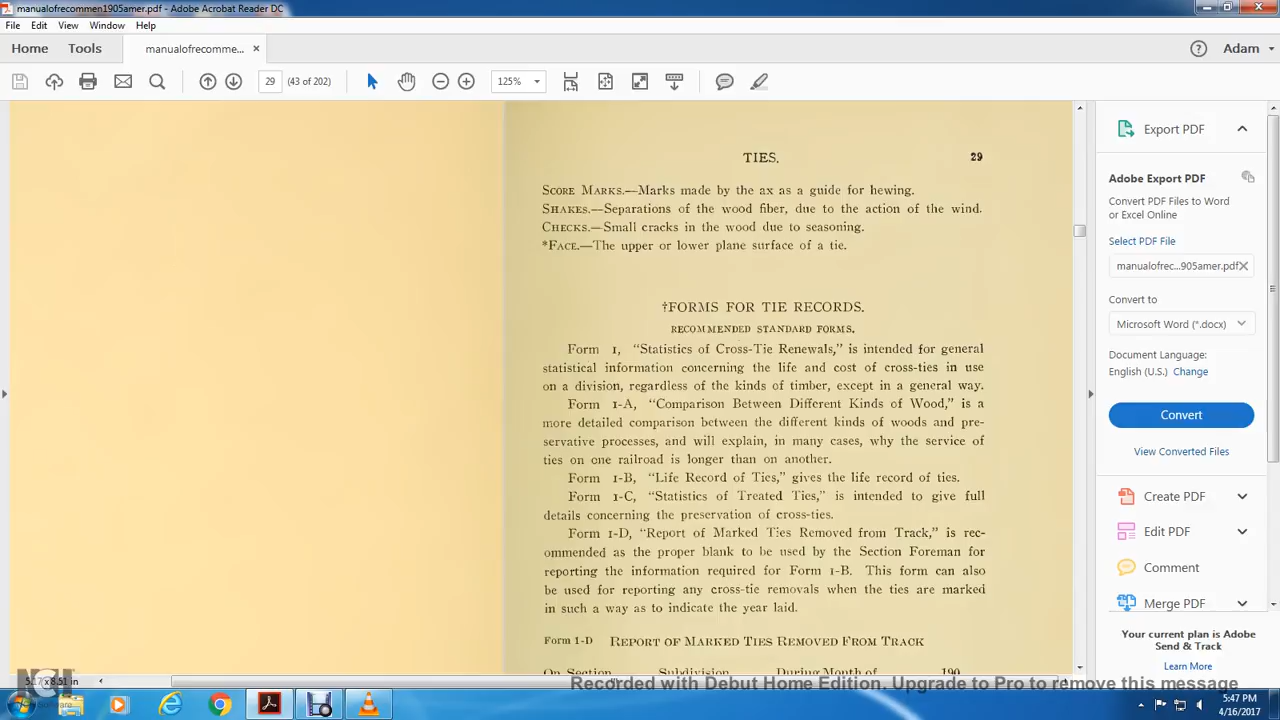 manualofrecommen1905amer.pdf - Adobe Acrobat Reader DC
File Edit View Window Help
Home Tools manualofrecomme... × Adam
29 (43 of 202) 125%
TIES. 29
SCORE MARKS.—Marks made by the ax as a guide for hewing.
SHAKES.—Separations of the wood fiber, due to the action of the wind.
CHECKS.—Small cracks in the wood due to seasoning.
*FACE.—The upper or lower plane surface of a tie.
†FORMS FOR TIE RECORDS.
RECOMMENDED STANDARD FORMS.
Form 1, “Statistics of Cross-Tie Renewals,” is intended for general
statistical information concerning the life and cost of cross-ties in use
on a division, regardless of the kinds of timber, except in a general way.
Form 1-A, “Comparison Between Different Kinds of Wood,” is a
more detailed comparison between the different kinds of woods and pre-
servative processes, and will explain, in many cases, why the service of
ties on one railroad is longer than on another.
Form 1-B, “Life Record of Ties,” gives the life record of ties.
Form 1-C, “Statistics of Treated Ties,” is intended to give full
details concerning the preservation of cross-ties.
Form 1-D, “Report of Marked Ties Removed from Track,” is rec-
ommended as the proper blank to be used by the Section Foreman for
reporting the information required for Form 1-B. This form can also
be used for reporting any cross-tie removals when the ties are marked
in such a way as to indicate the year laid.
Form 1-D REPORT OF MARKED TIES REMOVED FROM TRACK
On Section Subdivision During Month of 190
Export PDF
Adobe Export PDF
Convert PDF Files to Word
or Excel Online
Select PDF File
manualofrec...905amer.pdf
Convert to
Microsoft Word (*.docx)
Document Language:
English (U.S.) Change
Convert
View Converted Files
Create PDF
Edit PDF
Comment
Merge PDF
Your current plan is Adobe
Send & Track
Learn More
Recorded with Debut Home Edition. Upgrade to Pro to remove this message
5:47 PM
4/16/2017